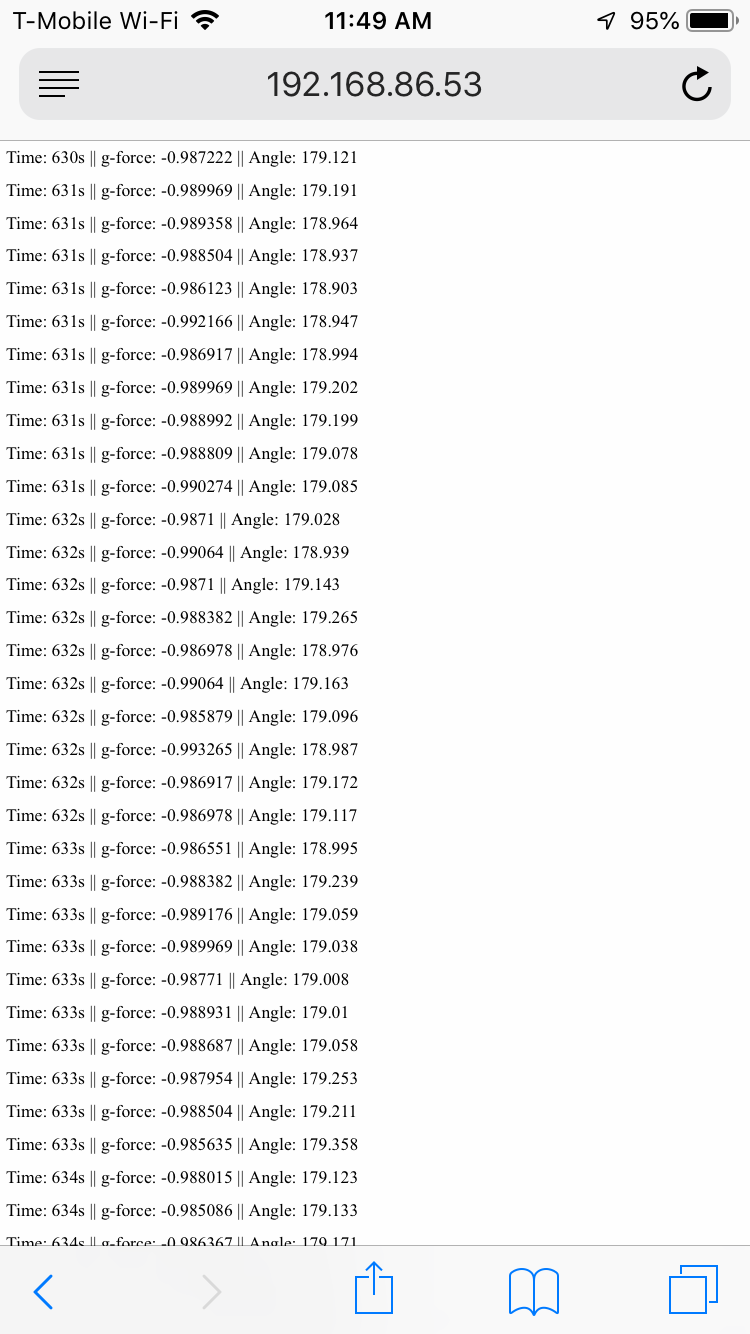 T-Mobile Wi-Fi 11:49 AM 95%
192.168.86.53
Time: 630s || g-force: -0.987222 || Angle: 179.121
Time: 631s || g-force: -0.989969 || Angle: 179.191
Time: 631s || g-force: -0.989358 || Angle: 178.964
Time: 631s || g-force: -0.988504 || Angle: 178.937
Time: 631s || g-force: -0.986123 || Angle: 178.903
Time: 631s || g-force: -0.992166 || Angle: 178.947
Time: 631s || g-force: -0.986917 || Angle: 178.994
Time: 631s || g-force: -0.989969 || Angle: 179.202
Time: 631s || g-force: -0.988992 || Angle: 179.199
Time: 631s || g-force: -0.988809 || Angle: 179.078
Time: 631s || g-force: -0.990274 || Angle: 179.085
Time: 632s || g-force: -0.9871 || Angle: 179.028
Time: 632s || g-force: -0.99064 || Angle: 178.939
Time: 632s || g-force: -0.9871 || Angle: 179.143
Time: 632s || g-force: -0.988382 || Angle: 179.265
Time: 632s || g-force: -0.986978 || Angle: 178.976
Time: 632s || g-force: -0.99064 || Angle: 179.163
Time: 632s || g-force: -0.985879 || Angle: 179.096
Time: 632s || g-force: -0.993265 || Angle: 178.987
Time: 632s || g-force: -0.986917 || Angle: 179.172
Time: 632s || g-force: -0.986978 || Angle: 179.117
Time: 633s || g-force: -0.986551 || Angle: 178.995
Time: 633s || g-force: -0.988382 || Angle: 179.239
Time: 633s || g-force: -0.989176 || Angle: 179.059
Time: 633s || g-force: -0.989969 || Angle: 179.038
Time: 633s || g-force: -0.98771 || Angle: 179.008
Time: 633s || g-force: -0.988931 || Angle: 179.01
Time: 633s || g-force: -0.988687 || Angle: 179.058
Time: 633s || g-force: -0.987954 || Angle: 179.253
Time: 633s || g-force: -0.988504 || Angle: 179.211
Time: 633s || g-force: -0.985635 || Angle: 179.358
Time: 634s || g-force: -0.988015 || Angle: 179.123
Time: 634s || g-force: -0.985086 || Angle: 179.133
Time: 634s || g-force: -0.986367 || Angle: 179.171